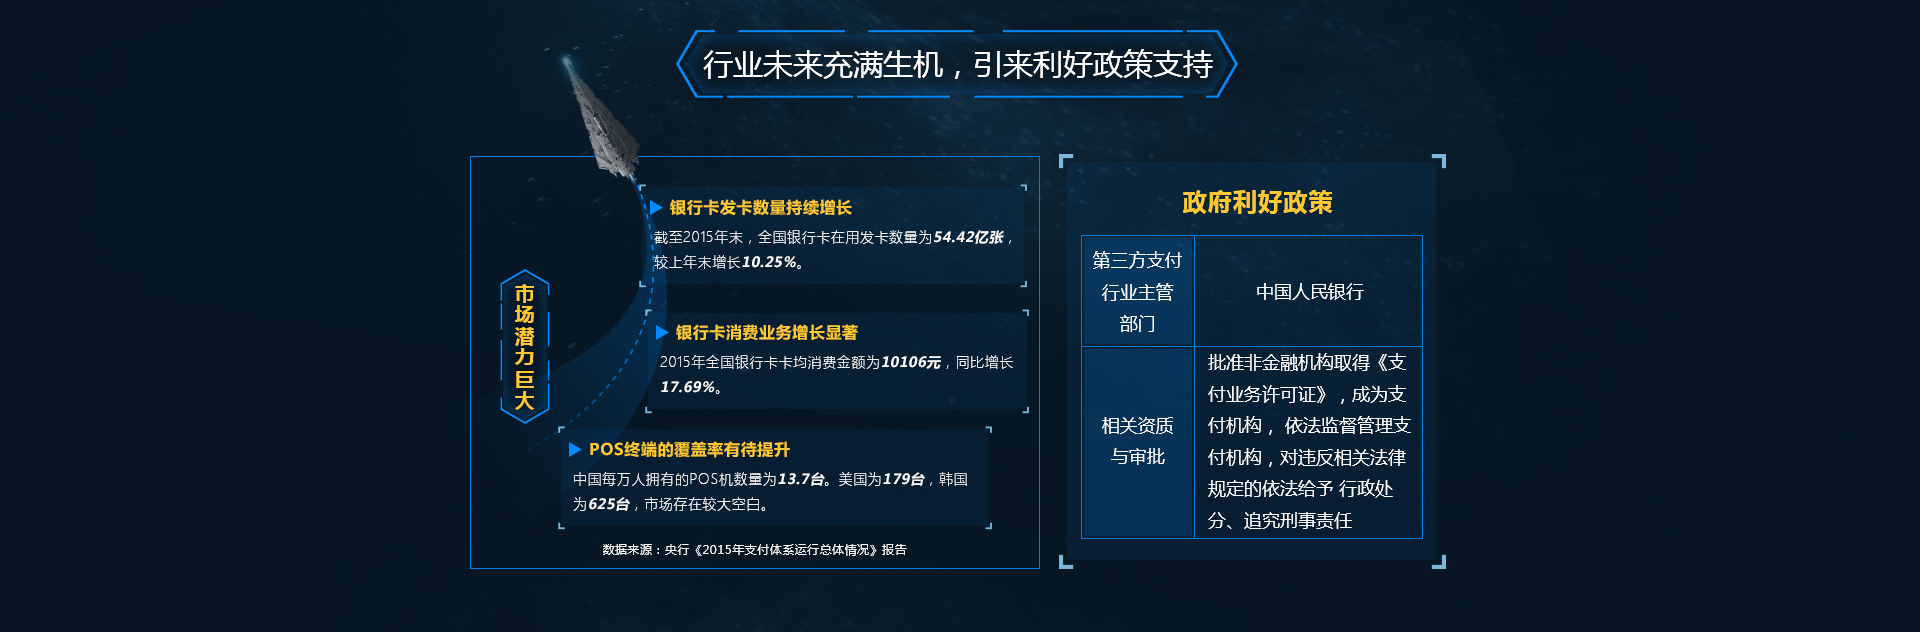 行业未来充满生机，引来利好政策支持
市场潜力巨大
银行卡发卡数量持续增长
截至2015年末，全国银行卡在用发卡数量为54.42亿张，
较上年末增长10.25%。
银行卡消费业务增长显著
2015年全国银行卡卡均消费金额为10106元，同比增长
17.69%。
POS终端的覆盖率有待提升
中国每万人拥有的POS机数量为13.7台。美国为179台，韩国
为625台，市场存在较大空白。
数据来源：央行《2015年支付体系运行总体情况》报告
政府利好政策
第三方支付
行业主管
部门
中国人民银行
相关资质
与审批
批准非金融机构取得《支
付业务许可证》，成为支
付机构， 依法监督管理支
付机构，对违反相关法律
规定的依法给予 行政处
分、追究刑事责任